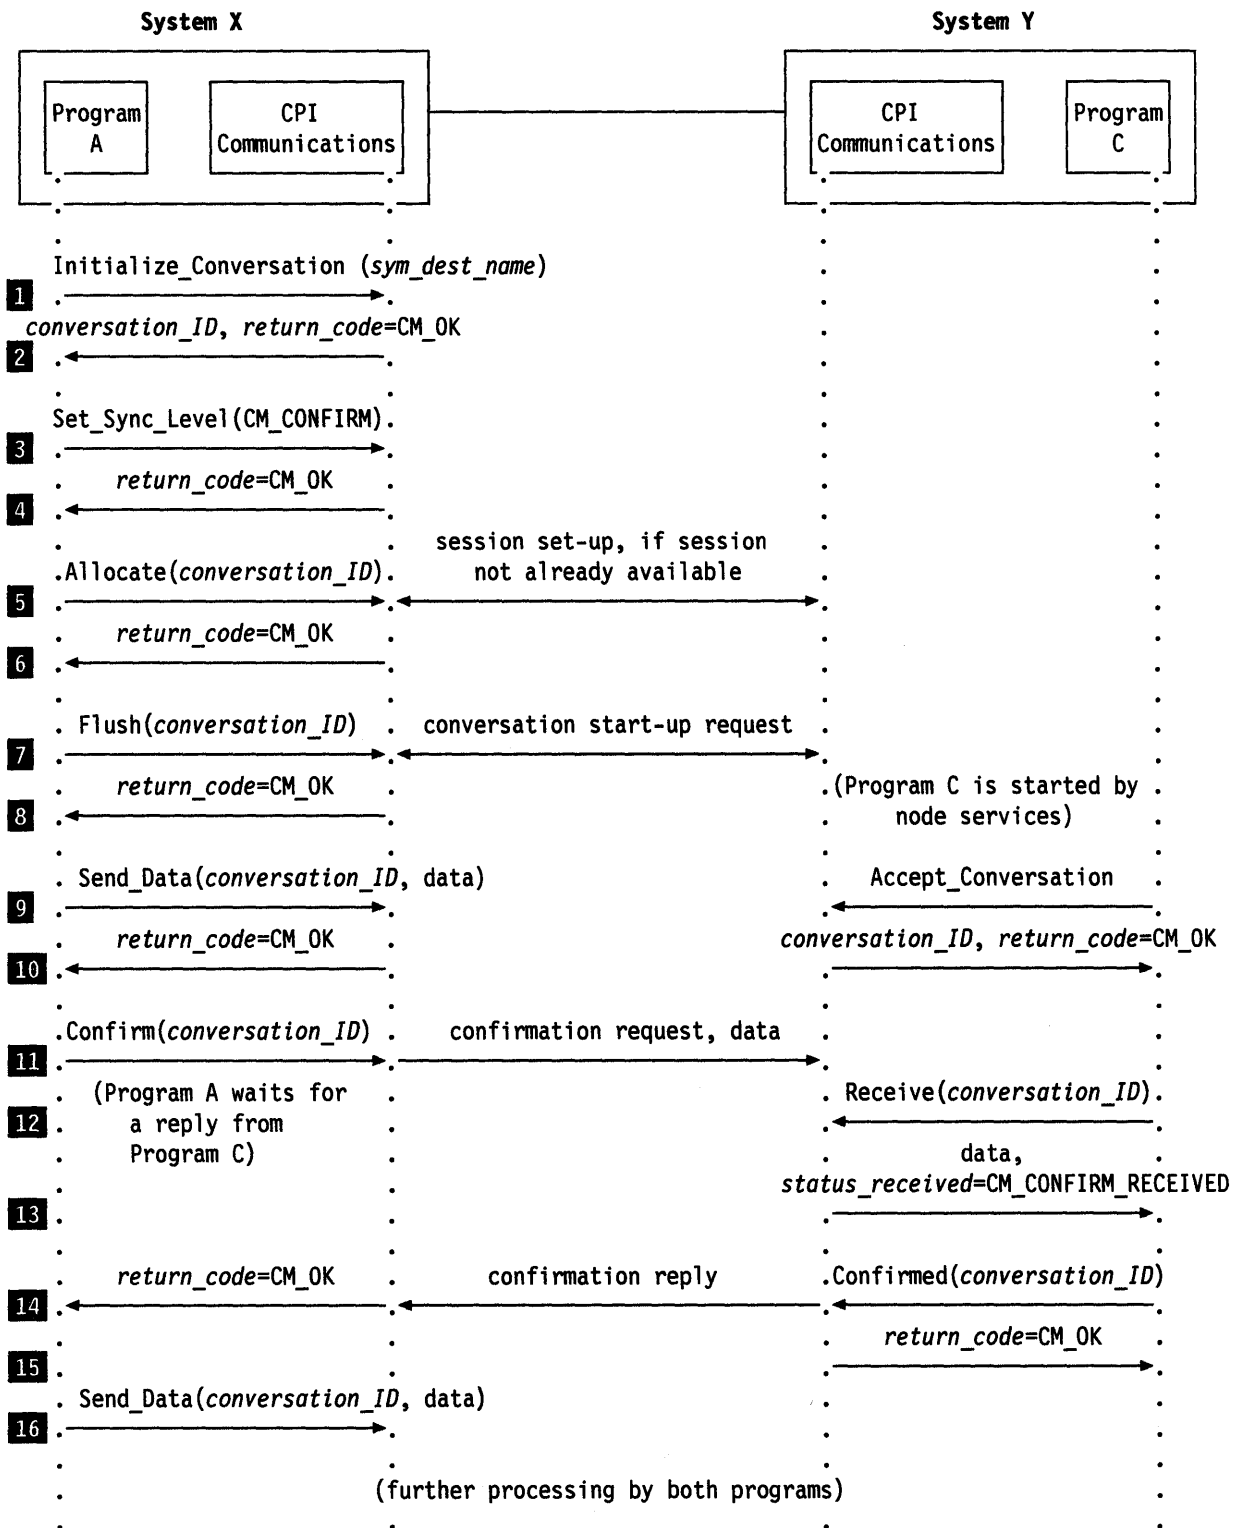 System X
System Y
Program
A
CPI
Communications
CPI
Communications
Program
C
Initialize_Conversation (sym_dest_name)
1
conversation_ID, return_code=CM_OK
2
Set_Sync_Level(CM_CONFIRM)
3
return_code=CM_OK
4
session set-up, if session
not already available
Allocate(conversation_ID)
5
return_code=CM_OK
6
Flush(conversation_ID)
conversation start-up request
7
return_code=CM_OK
(Program C is started by
node services)
8
Send_Data(conversation_ID, data)
Accept_Conversation
9
return_code=CM_OK
conversation_ID, return_code=CM_OK
10
Confirm(conversation_ID)
confirmation request, data
11
(Program A waits for
a reply from
Program C)
Receive(conversation_ID)
12
data,
status_received=CM_CONFIRM_RECEIVED
13
return_code=CM_OK
confirmation reply
Confirmed(conversation_ID)
14
return_code=CM_OK
15
Send_Data(conversation_ID, data)
16
(further processing by both programs)